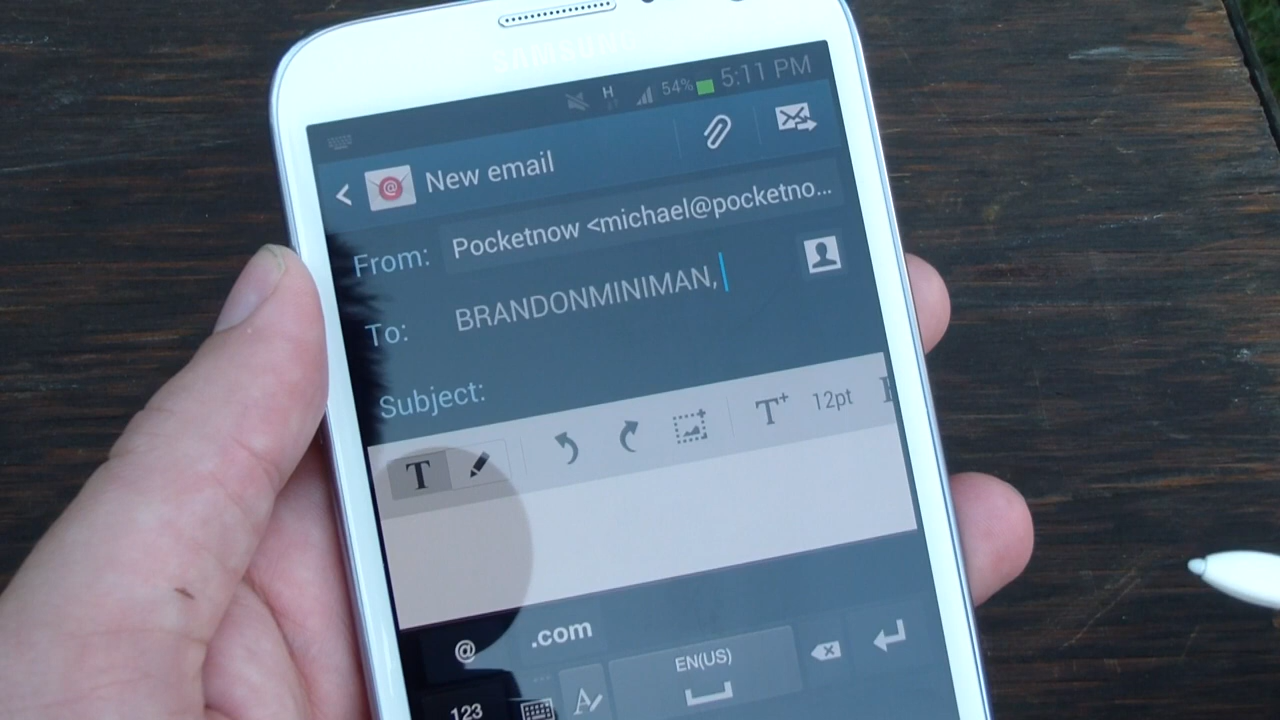 SAMSUNG
H 54% 5:11 PM
@ New email
From: Pocketnow <michael@pocketno...
To: BRANDONMINIMAN,
Subject:
T T+ 12pt
@ .com
EN(US)
123 A